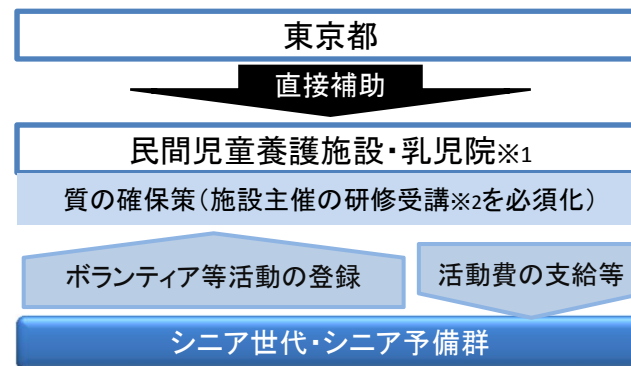 東京都
直接補助
民間児童養護施設・乳児院※1
質の確保策（施設主催の研修受講※2を必須化）
ボランティア等活動の登録
活動費の支給等
シニア世代・シニア予備群